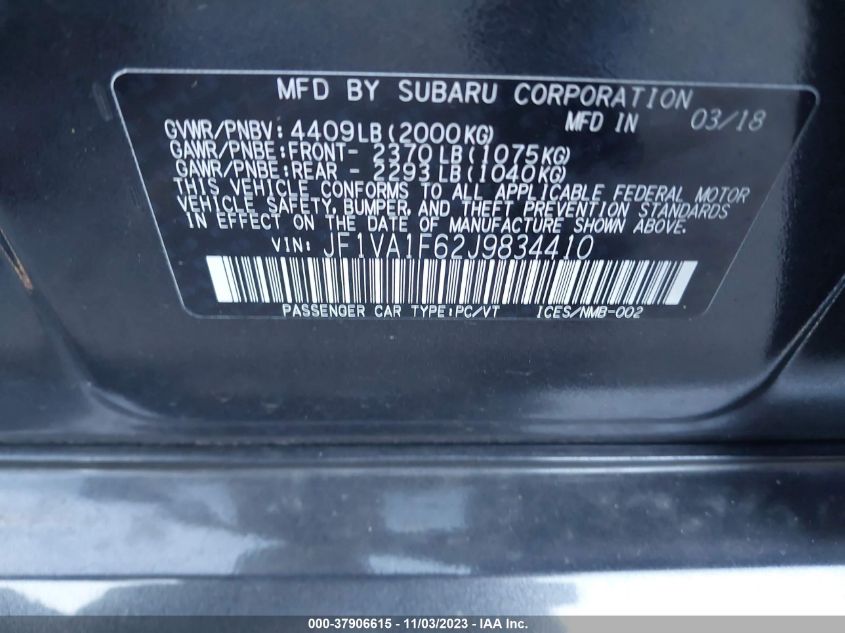 MFD BY SUBARU CORPORATION
MFD IN 03/18
GVWR/PNBV: 4409LB(2000KG)
GAWR/PNBE:FRONT- 2370LB(1075KG)
GAWR/PNBE:REAR - 2293LB(1040KG)
THIS VEHICLE CONFORMS TO ALL APPLICABLE FEDERAL MOTOR
VEHICLE SAFETY, BUMPER, AND THEFT PREVENTION STANDARDS
IN EFFECT ON THE DATE OF MANUFACTURE SHOWN ABOVE.
VIN: JF1VA1F62J9834410
PASSENGER CAR TYPE:PC/VT ICES/NMB-002
000-37906615 - 11/03/2023 - Copyright © 2023 - IAA, Inc.